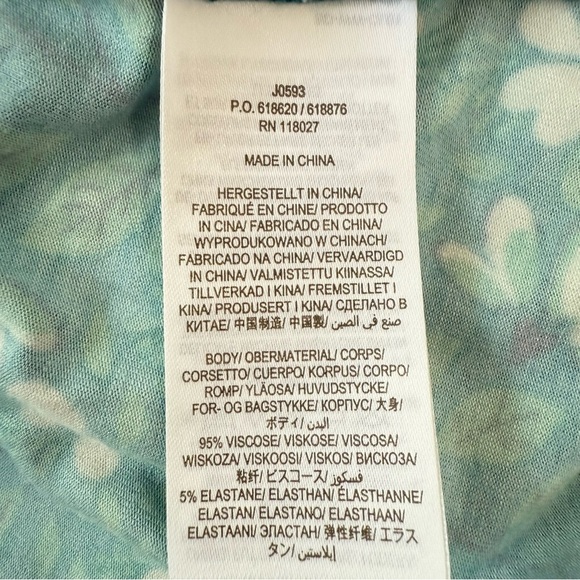 J0593
P.O. 618620 / 618876
RN 118027
MADE IN CHINA
HERGESTELLT IN CHINA/
FABRIQUÉ EN CHINE/ PRODOTTO
IN CINA/ FABRICADO EN CHINA/
WYPRODUKOWANO W CHINACH/
FABRICADO NA CHINA/ VERVAARDIGD
IN CHINA/ VALMISTETTU KIINASSA/
TILLVERKAD I KINA/ FREMSTILLET I
KINA/ PRODUSERT I KINA/ СДЕЛАНО В
КИТАЕ/ 中国制造/ 中国製/ صنع في الصين
BODY/ OBERMATERIAL/ CORPS/
CORSETTO/ CUERPO/ KORPUS/ CORPO/
ROMP/ YLÄOSA/ HUVUDSTYCKE/
FOR- OG BAGSTYKKE/ КОРПУС/ 大身/
ボディ/ البدن/
95% VISCOSE/ VISKOSE/ VISCOSA/
WISKOZA/ VISKOOSI/ VISKOS/ ВИСКОЗА/
粘纤/ ビスコース/ فسكوز/
5% ELASTANE/ ELASTHAN/ ÉLASTHANNE/
ELASTAN/ ELASTANO/ ELASTHAAN/
ELASTAANI/ ЭЛАСТАН/ 弹性纤维/ エラス
タン/ إيلاستين/